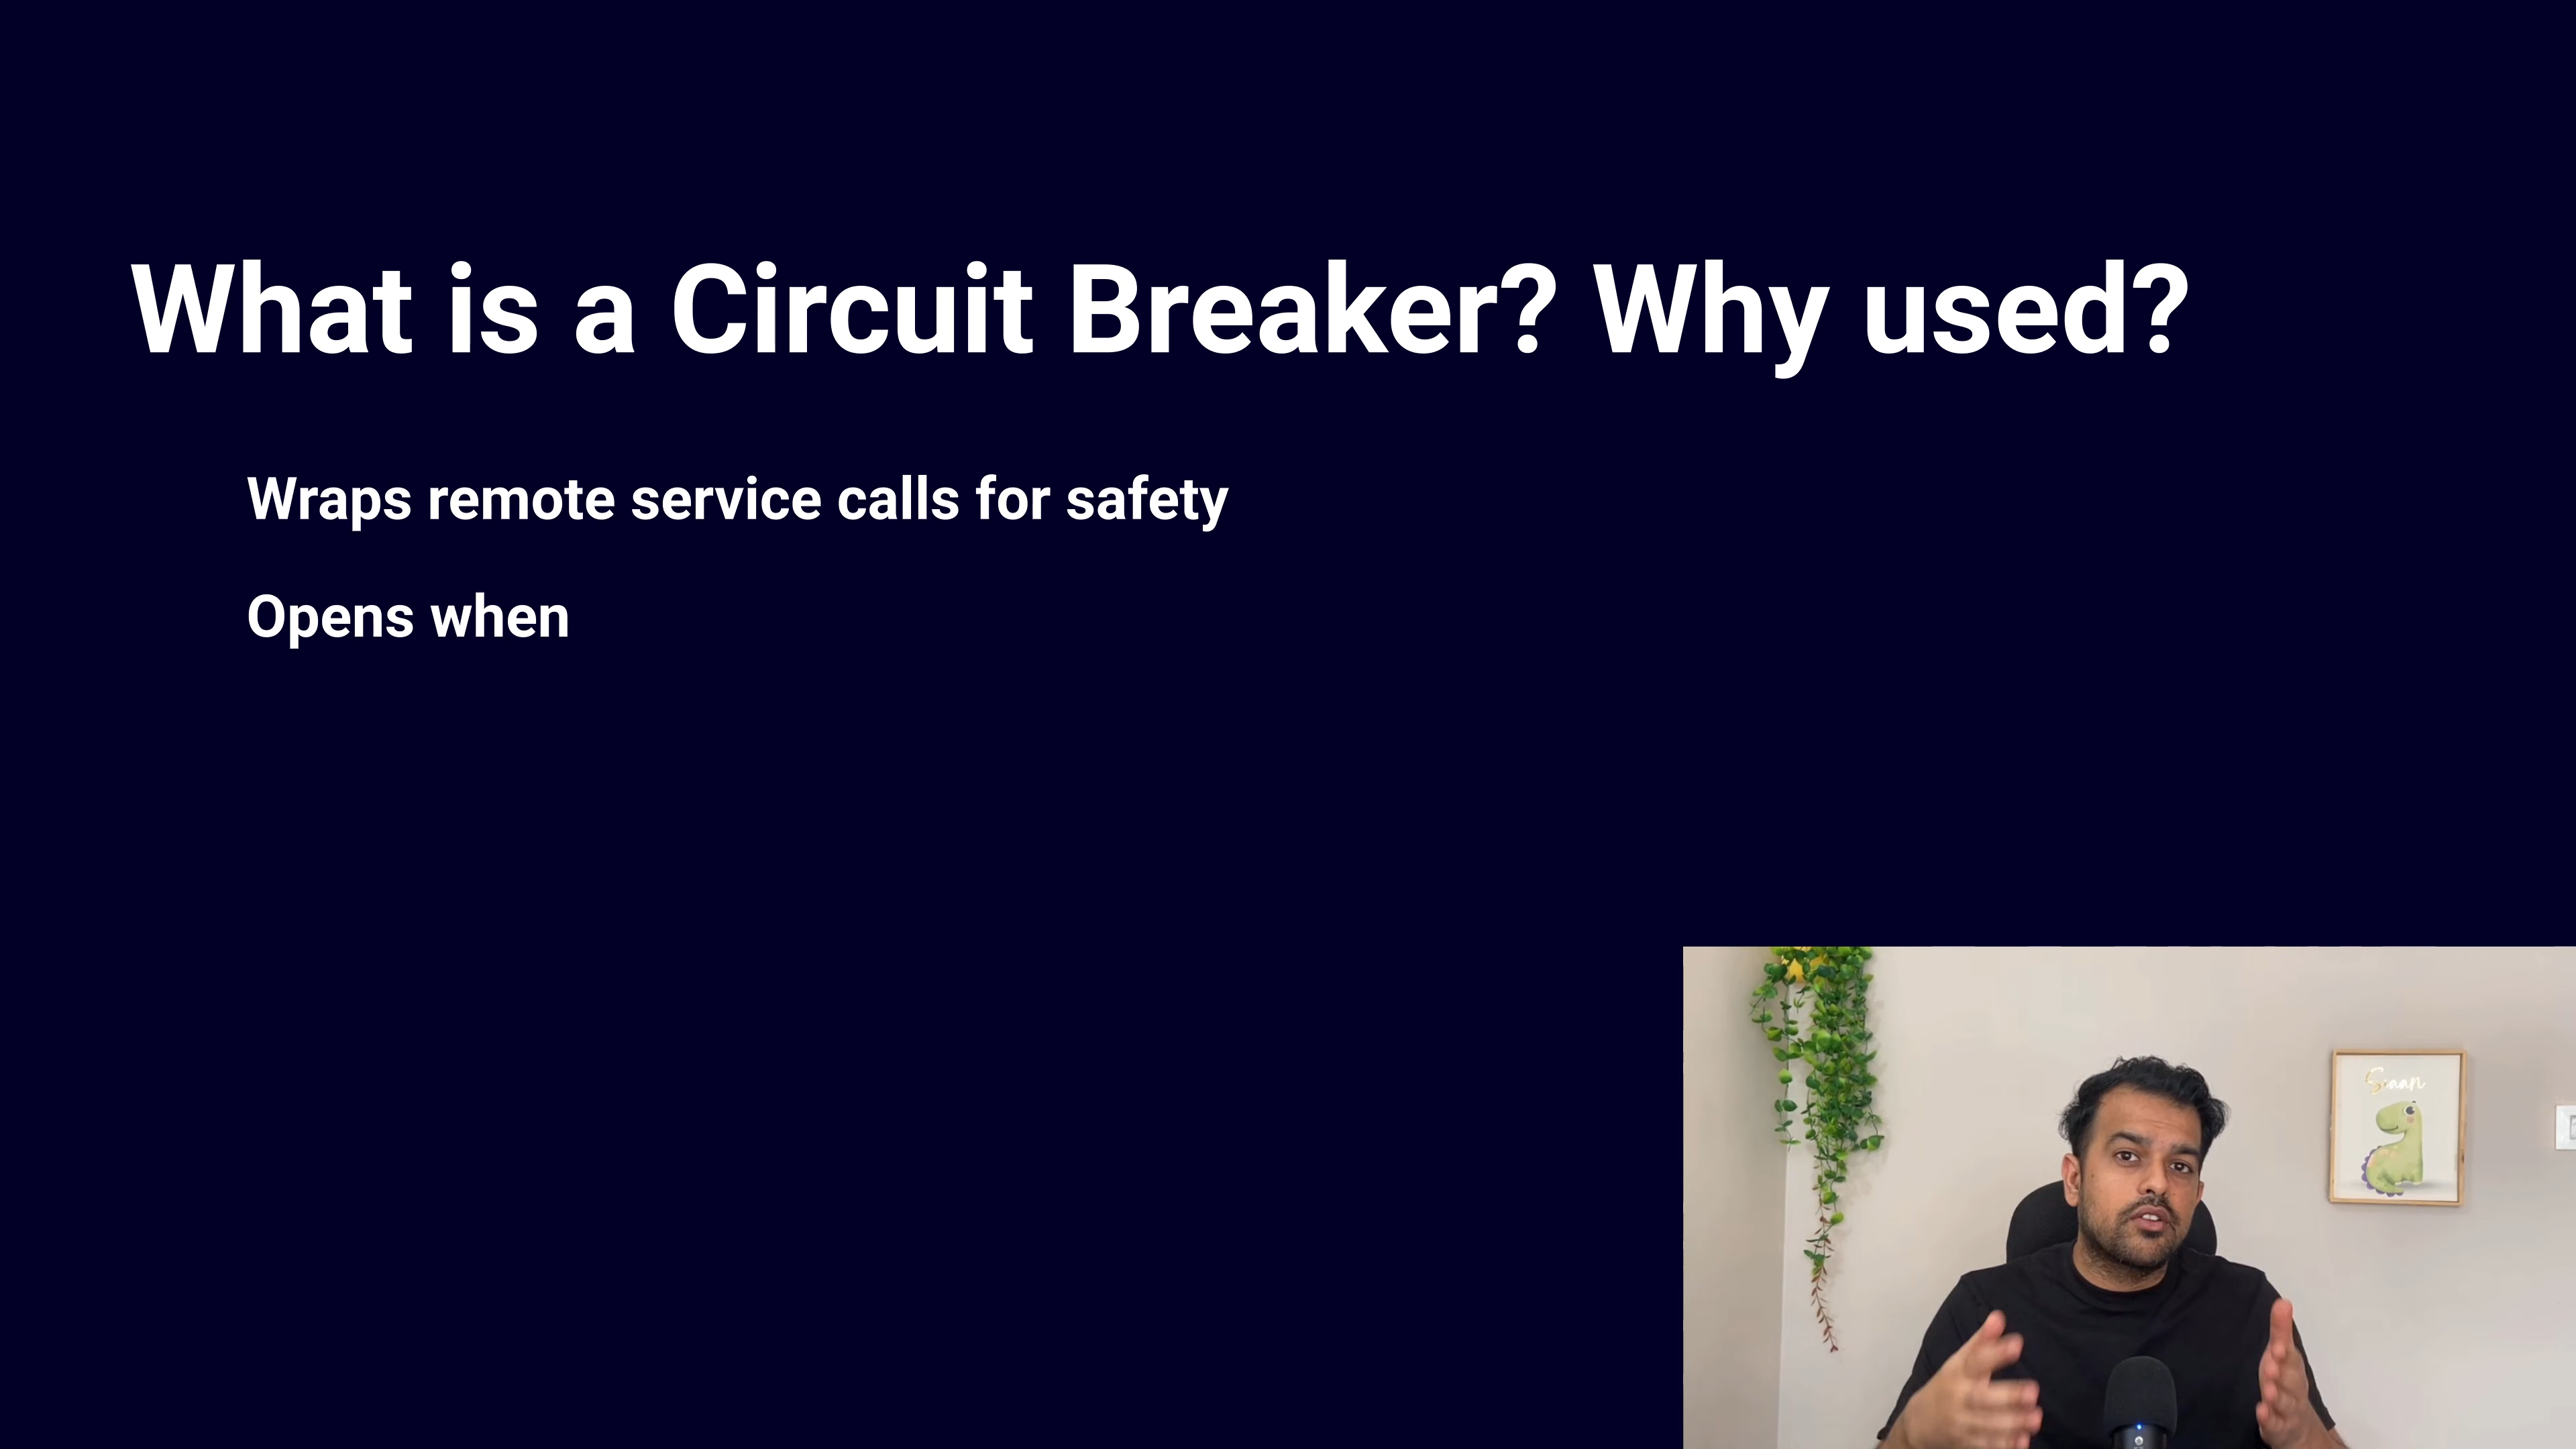 What is a Circuit Breaker? Why used?
Wraps remote service calls for safety
Opens when